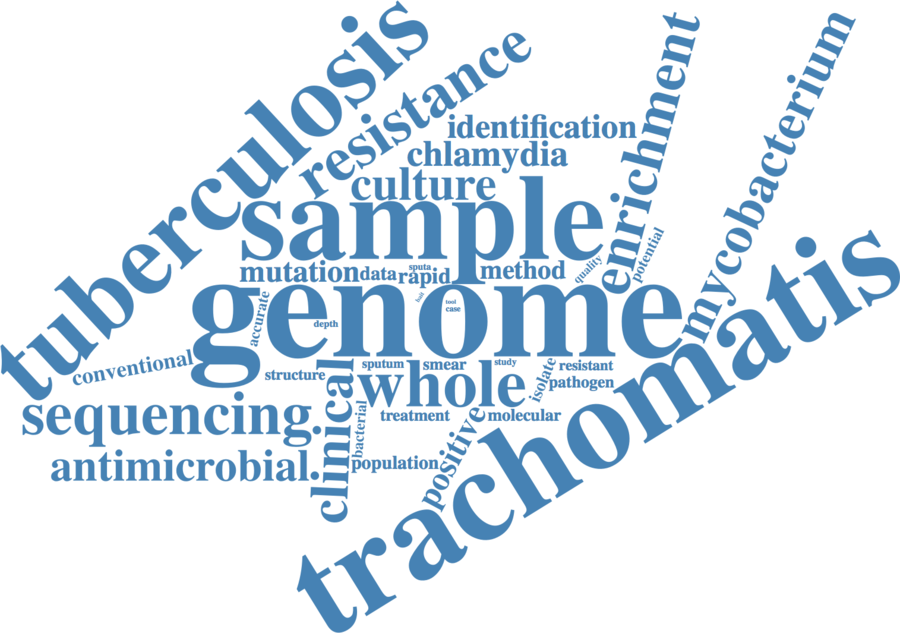 tuberculosis
resistance
enrichment
mycobacterium
identification
chlamydia
culture
sample
mutation
data
rapid
sputa
method
quality
potential
genome
accurate
depth
tool
case
trachomatis
conventional
structure
clinical
sputum
smear
study
isolate
resistant
pathogen
whole
sequencing.
bacterial
treatment
positive
molecular
antimicrobial.
population